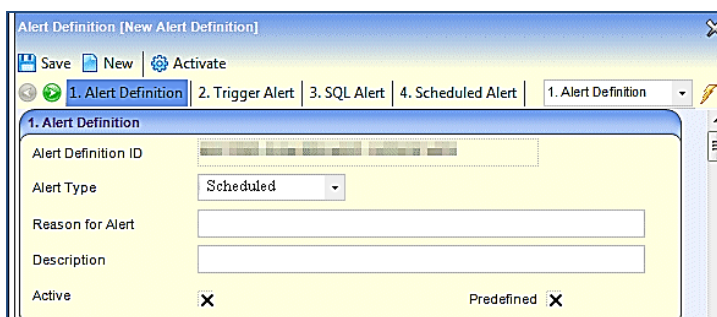 Alert Definition [New Alert Definition]
Save New Activate
1. Alert Definition 2. Trigger Alert 3. SQL Alert 4. Scheduled Alert 1. Alert Definition
1. Alert Definition
Alert Definition ID
Alert Type Scheduled
Reason for Alert
Description
Active Predefined